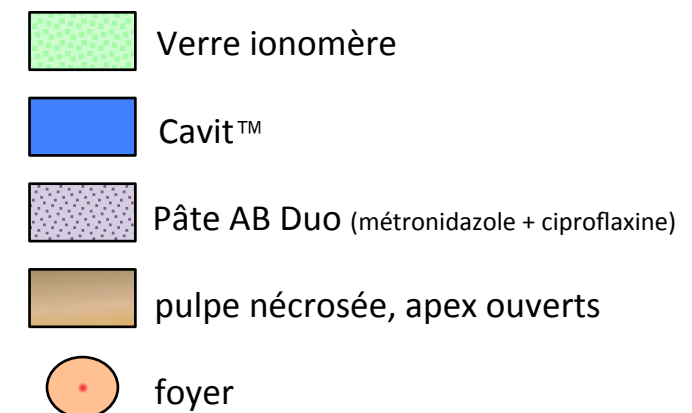 Verre ionomère
Cavit™
Pâte AB Duo (métronidazole + ciproflaxine)
pulpe nécrosée, apex ouverts
foyer